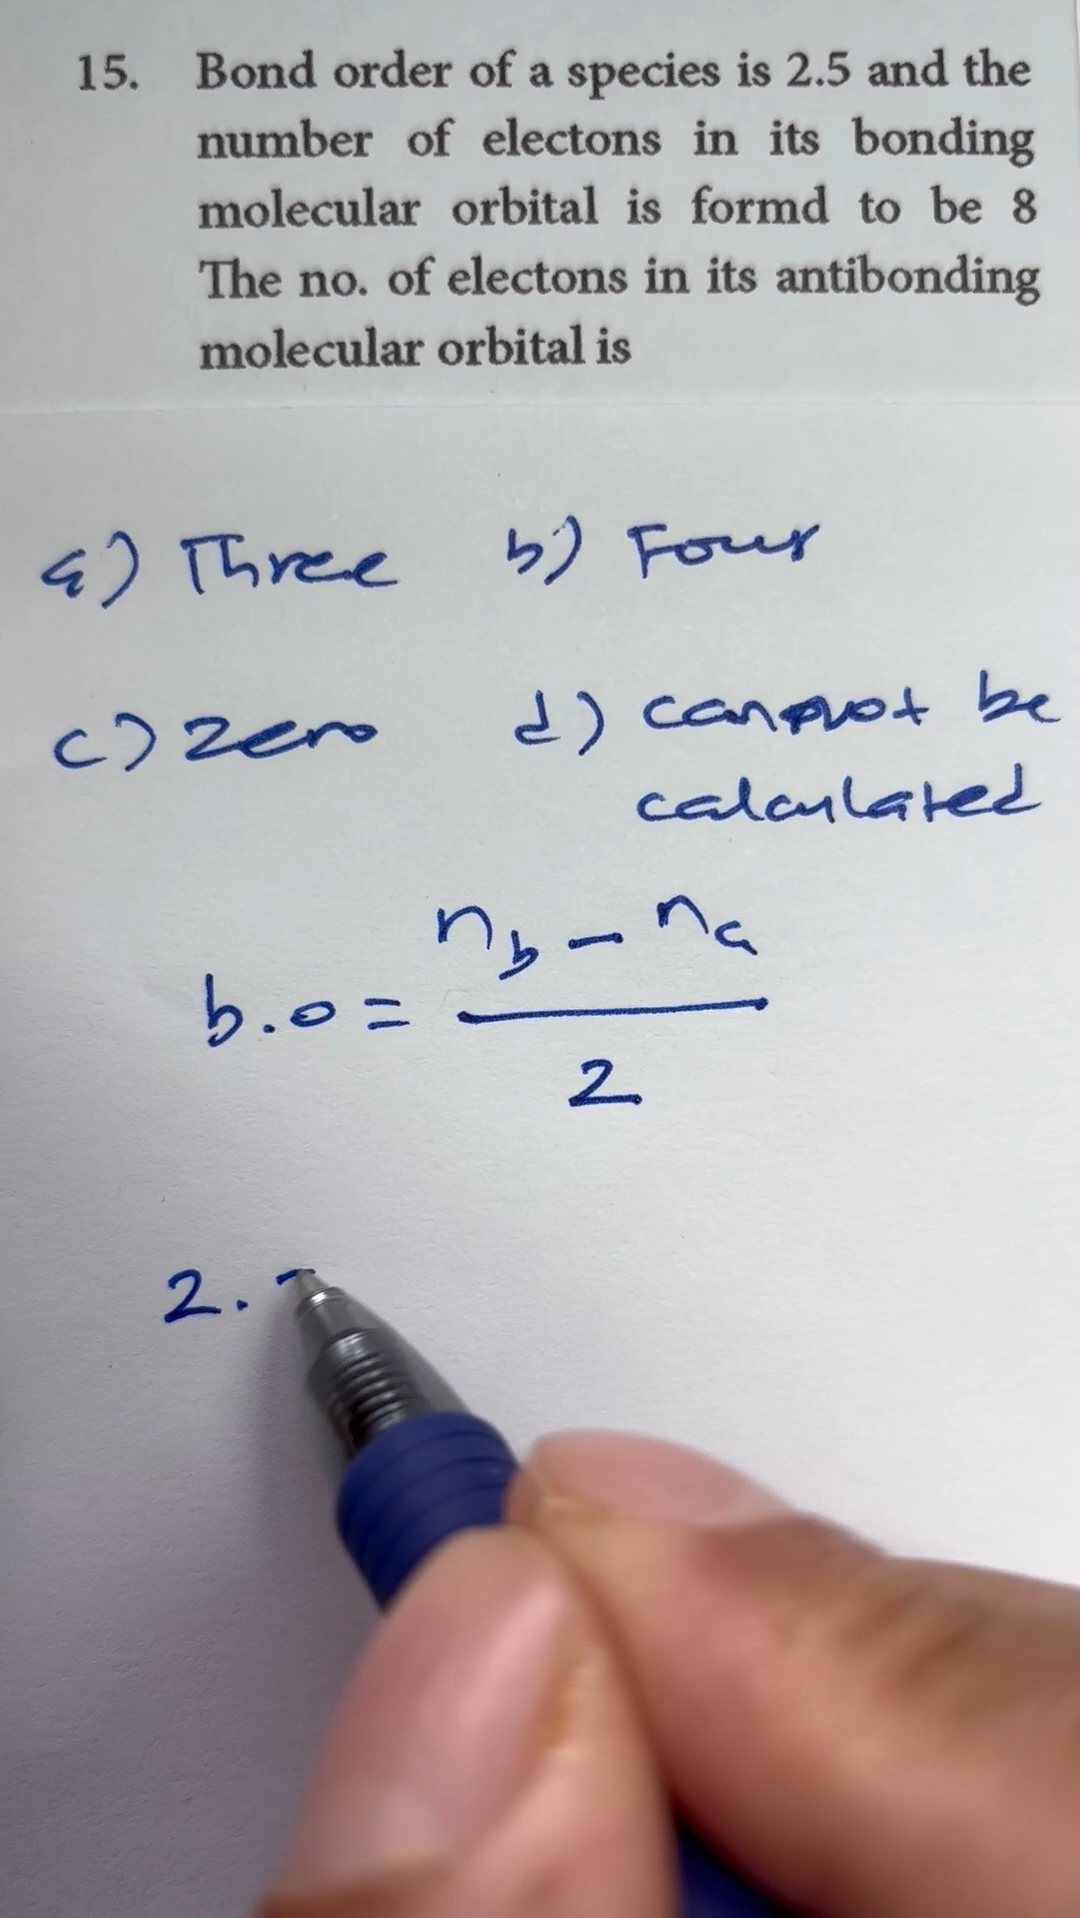 15. Bond order of a species is 2.5 and the
number of electons in its bonding
molecular orbital is formd to be 8
The no. of electons in its antibonding
molecular orbital is
a) Three b) Four
c) zero d) cannot be
calculated
b.o = n_b - n_a
2
2.